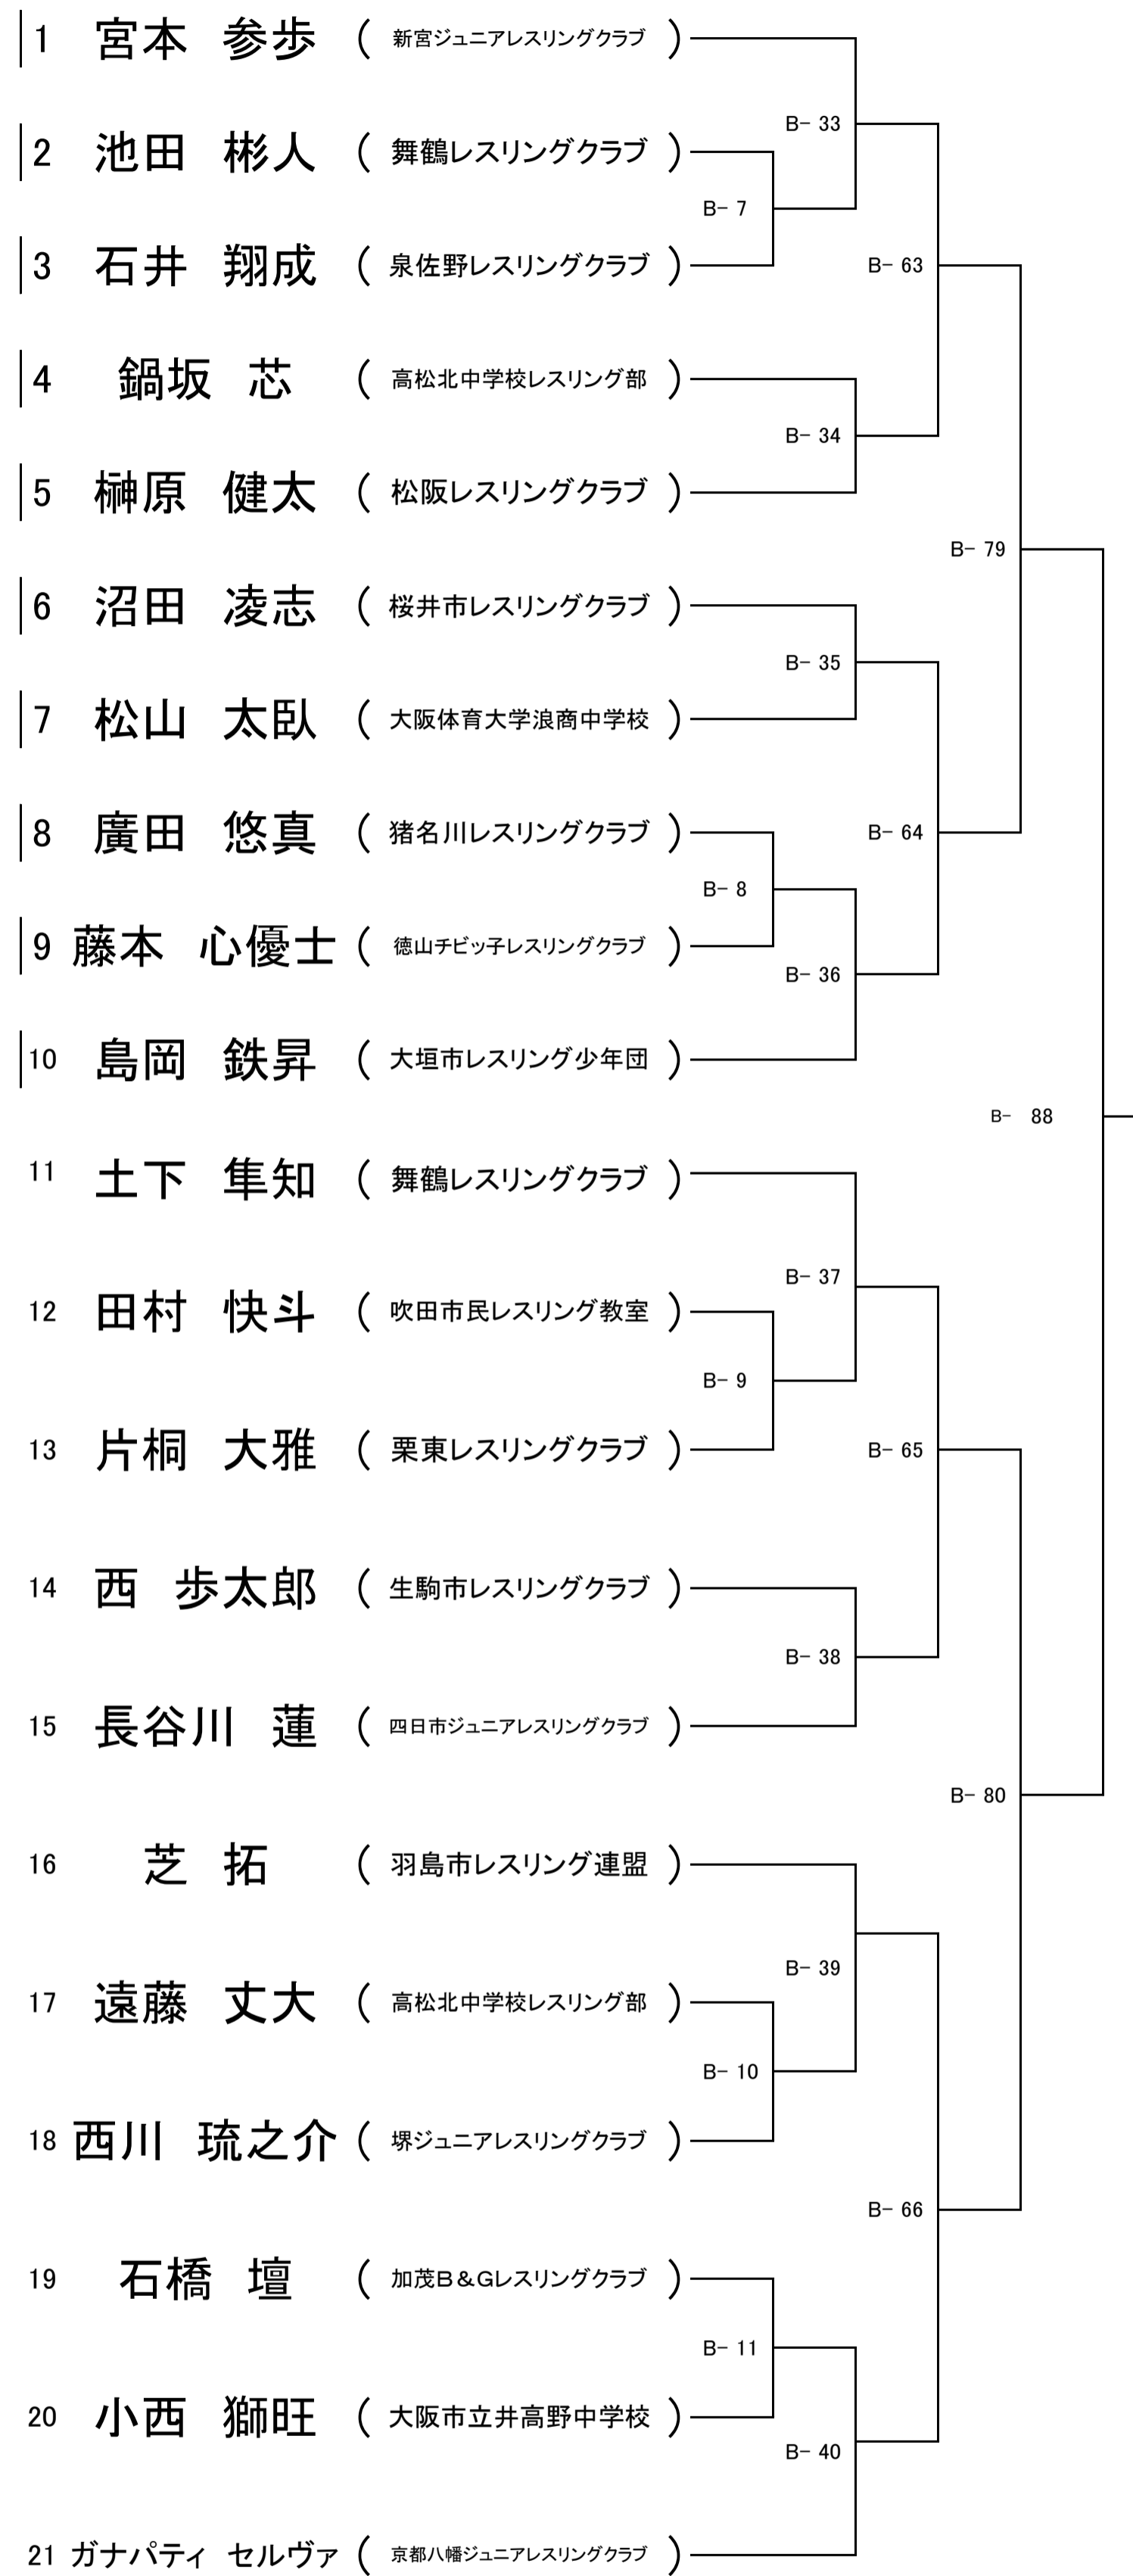 1 宮本 参歩 ( 新宮ジュニアレスリングクラブ )
B- 33
2 池田 彬人 ( 舞鶴レスリングクラブ )
B- 7
3 石井 翔成 ( 泉佐野レスリングクラブ )
B- 63
4 鍋坂 芯 ( 高松北中学校レスリング部 )
B- 34
5 榊原 健太 ( 松阪レスリングクラブ )
B- 79
6 沼田 凌志 ( 桜井市レスリングクラブ )
B- 35
7 松山 太臥 ( 大阪体育大学浪商中学校 )
8 廣田 悠真 ( 猪名川レスリングクラブ )
B- 64
B- 8
9 藤本 心優士 ( 徳山チビッ子レスリングクラブ )
B- 36
10 島岡 鉄昇 ( 大垣市レスリング少年団 )
B- 88
11 土下 隼知 ( 舞鶴レスリングクラブ )
B- 37
12 田村 快斗 ( 吹田市民レスリング教室 )
B- 9
13 片桐 大雅 ( 栗東レスリングクラブ )
B- 65
14 西 歩太郎 ( 生駒市レスリングクラブ )
B- 38
15 長谷川 蓮 ( 四日市ジュニアレスリングクラブ )
B- 80
16 芝 拓 ( 羽島市レスリング連盟 )
B- 39
17 遠藤 丈大 ( 高松北中学校レスリング部 )
B- 10
18 西川 琉之介 ( 堺ジュニアレスリングクラブ )
B- 66
19 石橋 壇 ( 加茂B&Gレスリングクラブ )
B- 11
20 小西 獅旺 ( 大阪市立井高野中学校 )
B- 40
21 ガナパティ セルヴァ ( 京都八幡ジュニアレスリングクラブ )